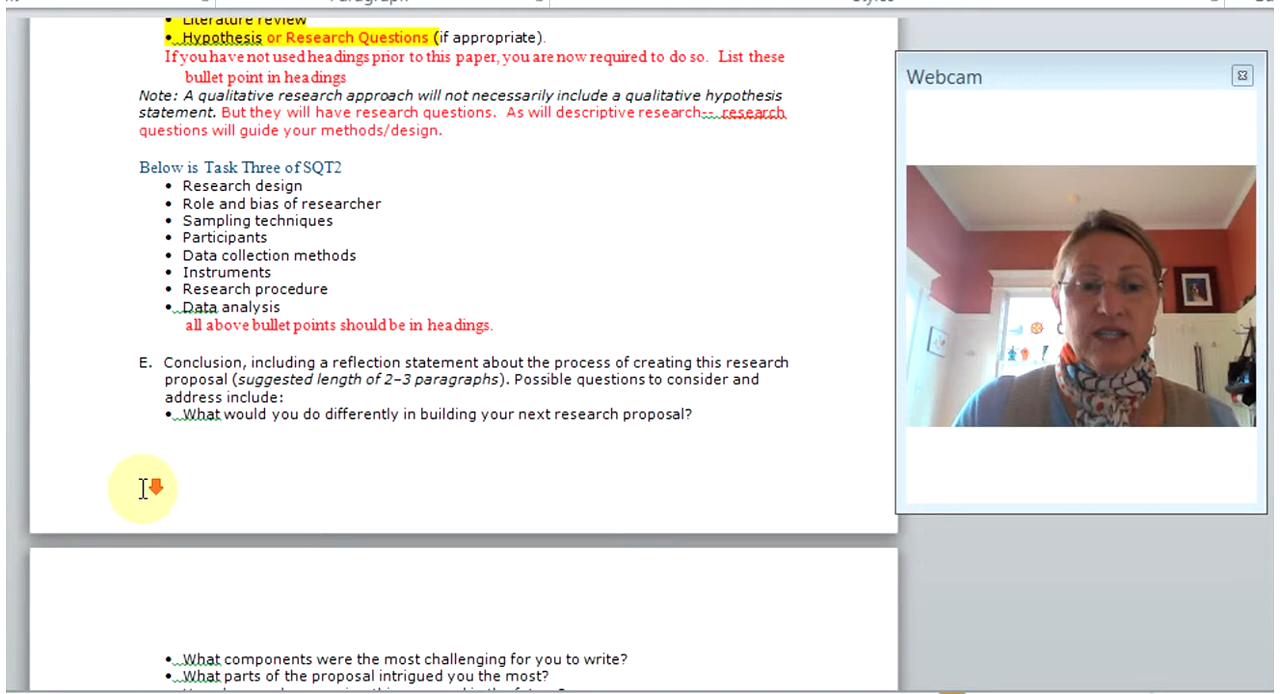 Paragraph
Styles
• Literature review
• Hypothesis or Research Questions (if appropriate).
If you have not used headings prior to this paper, you are now required to do so. List these
bullet point in headings
Note: A qualitative research approach will not necessarily include a qualitative hypothesis
statement. But they will have research questions. As will descriptive research-- research
questions will guide your methods/design.
Below is Task Three of SQT2
• Research design
• Role and bias of researcher
• Sampling techniques
• Participants
• Data collection methods
• Instruments
• Research procedure
• Data analysis
all above bullet points should be in headings.
E. Conclusion, including a reflection statement about the process of creating this research
proposal (suggested length of 2–3 paragraphs). Possible questions to consider and
address include:
• What would you do differently in building your next research proposal?
• What components were the most challenging for you to write?
• What parts of the proposal intrigued you the most?
Webcam